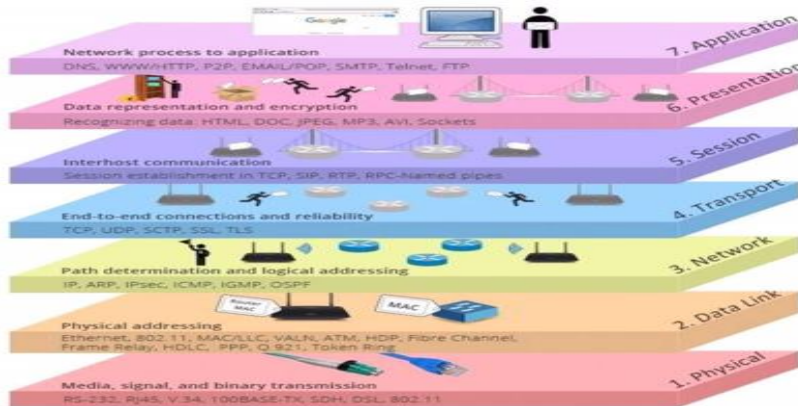 Google
Network process to application
DNS, WWW/HTTP, P2P, EMAIL/POP, SMTP, Telnet, FTP
7. Application
Data representation and encryption
Recognizing data: HTML, DOC, JPEG, MP3, AVI, Sockets
6. Presentation
Interhost communication
Session establishment in TCP, SIP, RTP, RPC-Named pipes
5. Session
End-to-end connections and reliability
TCP, UDP, SCTP, SSL, TLS
4. Transport
Path determination and logical addressing
IP, ARP, IPsec, ICMP, IGMP, OSPF
3. Network
Router
MAC
MAC
Physical addressing
Ethernet, 802.11, MAC/LLC, VALN, ATM, HDP, Fibre Channel,
Frame Relay, HDLC, PPP, Q.921, Token Ring
2. Data Link
Media, signal, and binary transmission
RS-232, RJ45, V.34, 100BASE-TX, SDH, DSL, 802.11
1. Physical